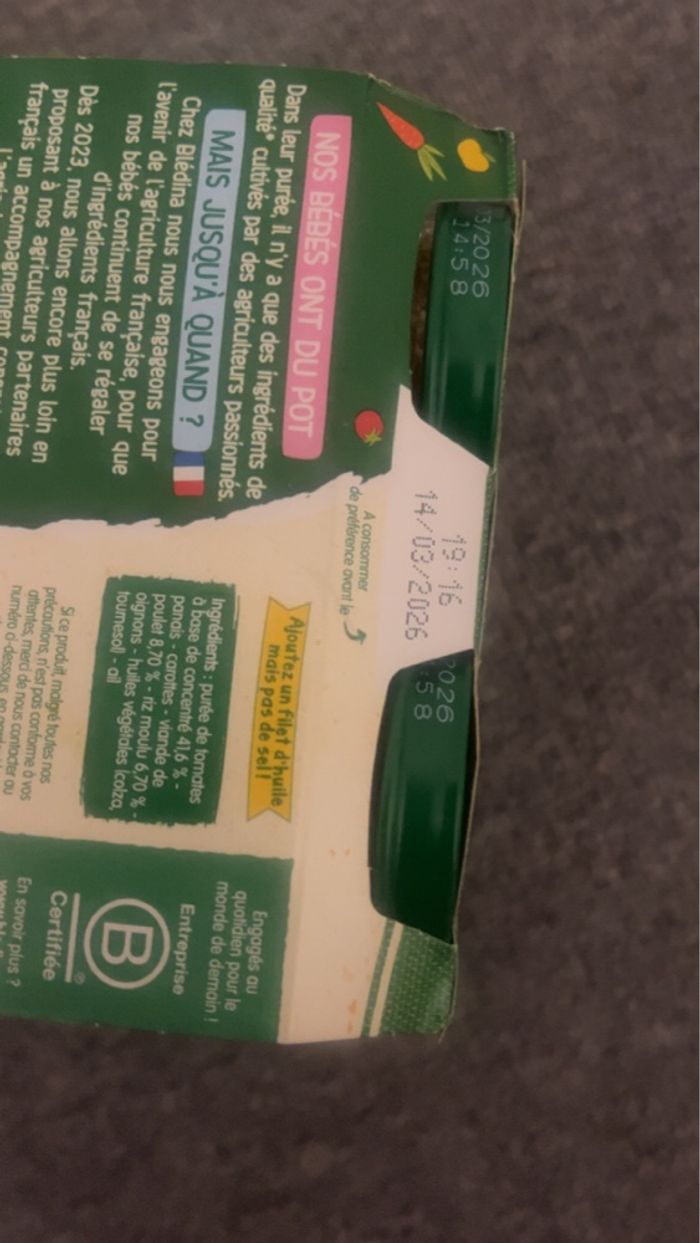 NOS BÉBÉS ONT DU POT
Dans leur purée, il n'y a que des ingrédients de
qualité* cultivés par des agriculteurs passionnés.
MAIS JUSQU'À QUAND ?
Chez Blédina nous nous engageons pour
l'avenir de l'agriculture française, pour que
nos bébés continuent de se régaler
d'ingrédients français.
Dès 2023, nous allons encore plus loin en
proposant à nos agriculteurs partenaires
français un accompagnement
3/2026
14:58
19:16
14/03/2026
2026
:58
A consommer
de préférence avant le
Ajoutez un filet d'huile
mais pas de sel !
Ingrédients : purée de tomates
à base de concentré 41,6 % -
panais - carottes - viande de
poulet 8,70 % - riz moulu 6,70 % -
oignons - huiles végétales (colza,
tournesol) - ail
Si ce produit, malgré toutes nos
précautions, n'est pas conforme à vos
attentes, merci de nous contacter au
numéro ci-dessous en
Engagés au
quotidien pour le
monde de demain !
Entreprise
B
®
Certifiée
En savoir plus ?